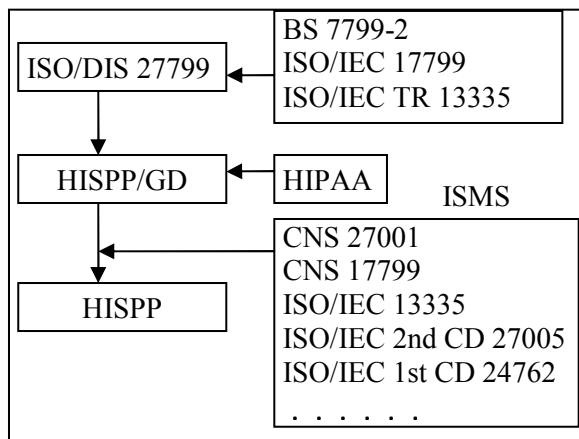 BS 7799-2
ISO/IEC 17799
ISO/IEC TR 13335
ISO/DIS 27799
HISPP/GD
HIPAA
ISMS
CNS 27001
CNS 17799
ISO/IEC 13335
ISO/IEC 2nd CD 27005
ISO/IEC 1st CD 24762
. . . . . .
HISPP